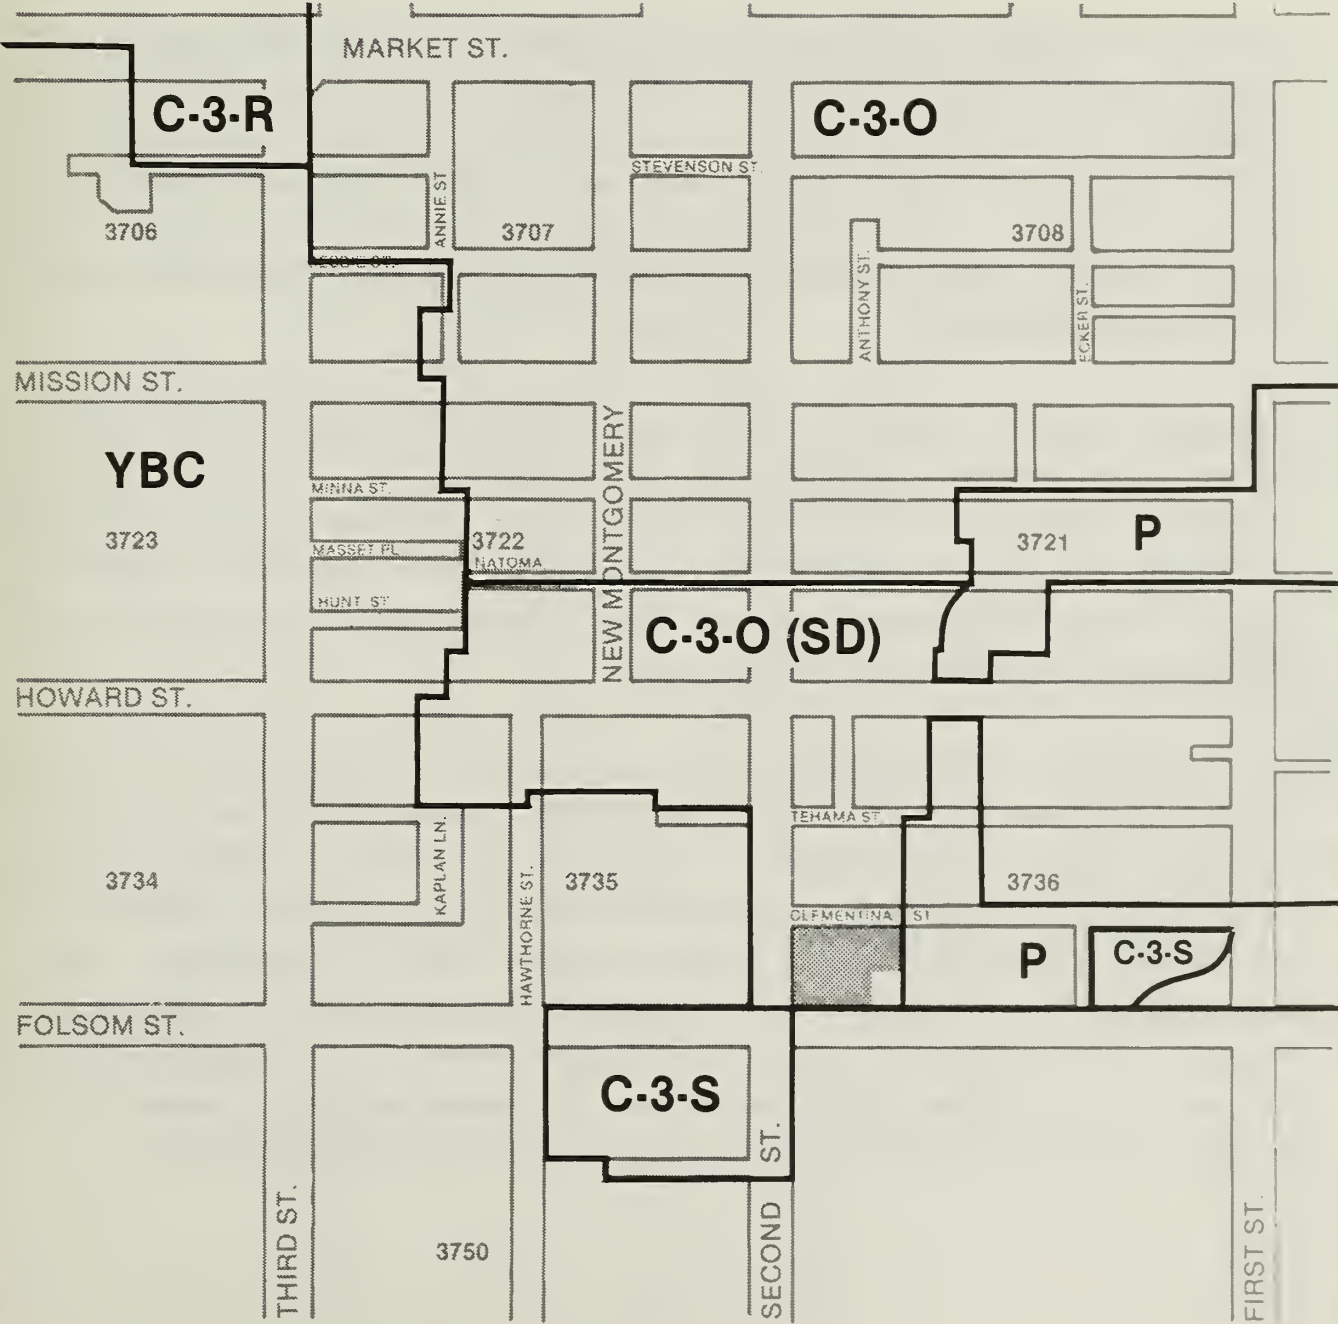 MARKET ST.
C-3-R
C-3-O
STEVENSON ST.
ANNIE ST
3706
3707
3708
ANTHONY ST.
ECKER ST.
MISSION ST.
YBC
NEW MONTGOMERY
MINNA ST.
3723
MASSET PL
3722
NATOMA
3721
P
HUNT ST
C-3-O (SD)
HOWARD ST.
TEHAMA ST.
KAPLAN LN.
HAWTHORNE ST.
3734
3735
3736
CLEMENTINA ST
P
C-3-S
FOLSOM ST.
C-3-S
THIRD ST.
3750
SECOND ST.
FIRST ST.